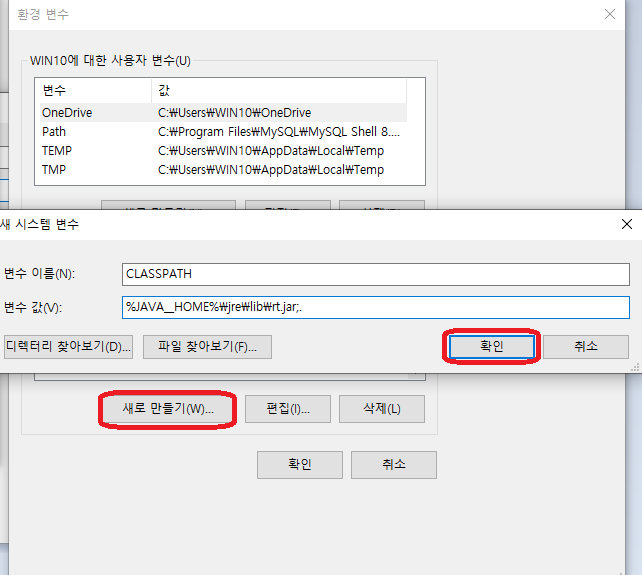 환경 변수
WIN10에 대한 사용자 변수(U)
변수 값
OneDrive C:\Users\WIN10\OneDrive
Path C:\Program Files\MySQL\MySQL Shell 8....
TEMP C:\Users\WIN10\AppData\Local\Temp
TMP C:\Users\WIN10\AppData\Local\Temp
새 시스템 변수
변수 이름(N): CLASSPATH
변수 값(V): %JAVA__HOME%\jre\lib\rt.jar;.
디렉터리 찾아보기(D)... 파일 찾아보기(F)... 확인 취소
새로 만들기(W)... 편집(I)... 삭제(L)
확인 취소